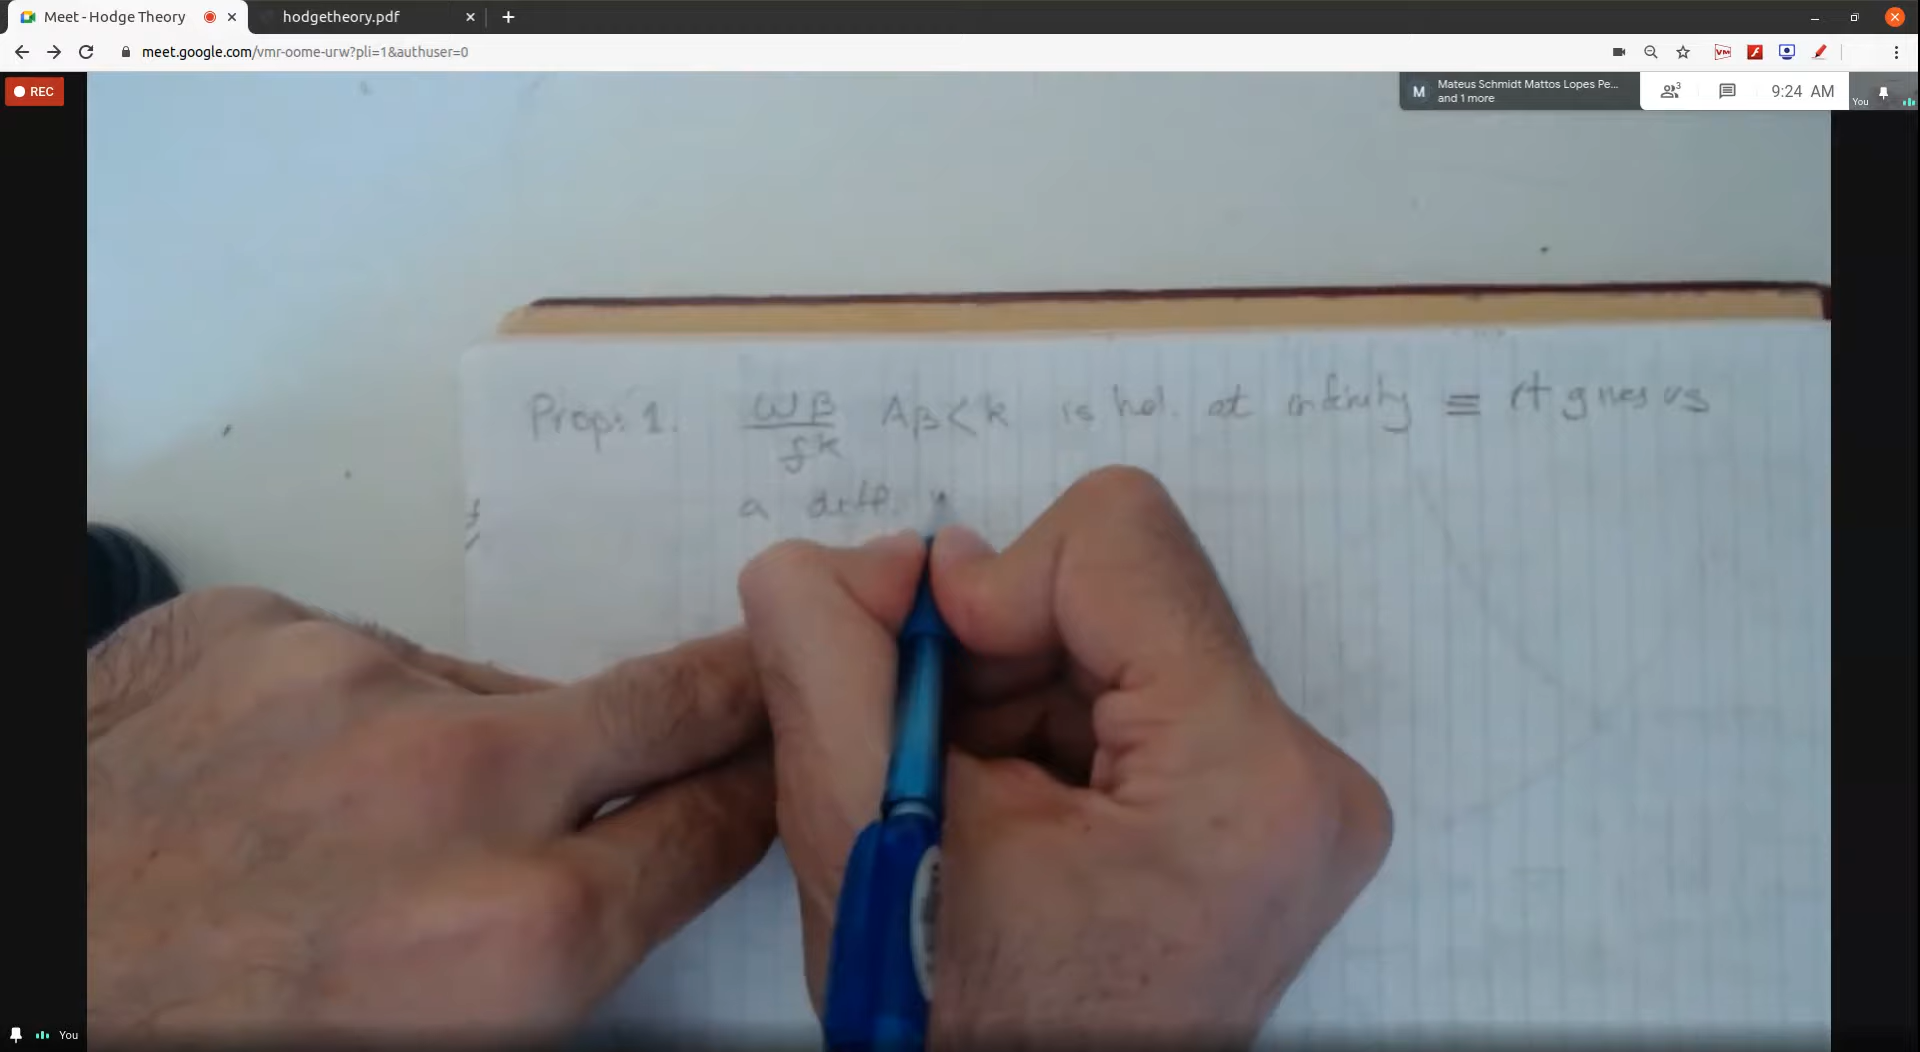 Meet - Hodge Theory
hodgetheory.pdf
meet.google.com/vmr-oome-urw?pli=1&authuser=0
REC
M
Mateus Schmidt Mattos Lopes Pe...
and 1 more
3
9:24 AM
You
Prop: 1. ωβ/fᵏ Aβ<k is hol. at infinity ≡ it gives us
a diff.
You